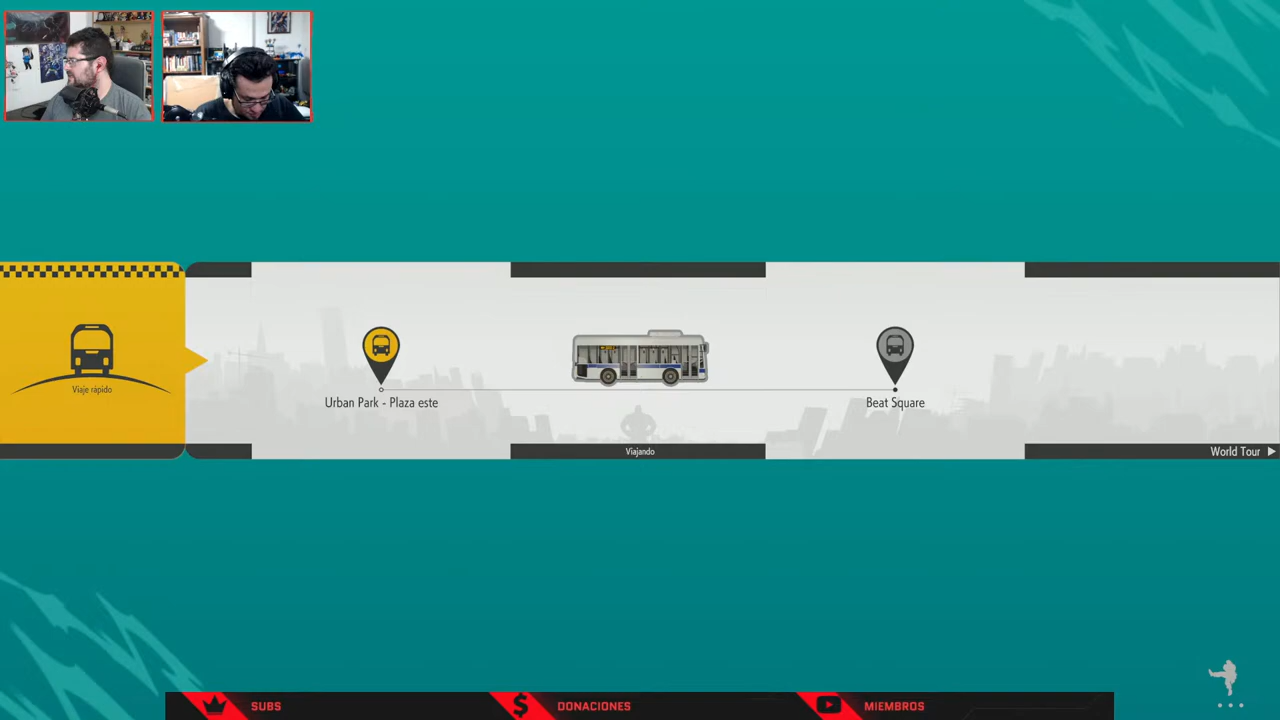 Viaje rápido
Urban Park - Plaza este
Beat Square
Viajando
World Tour
SUBS
DONACIONES
MIEMBROS